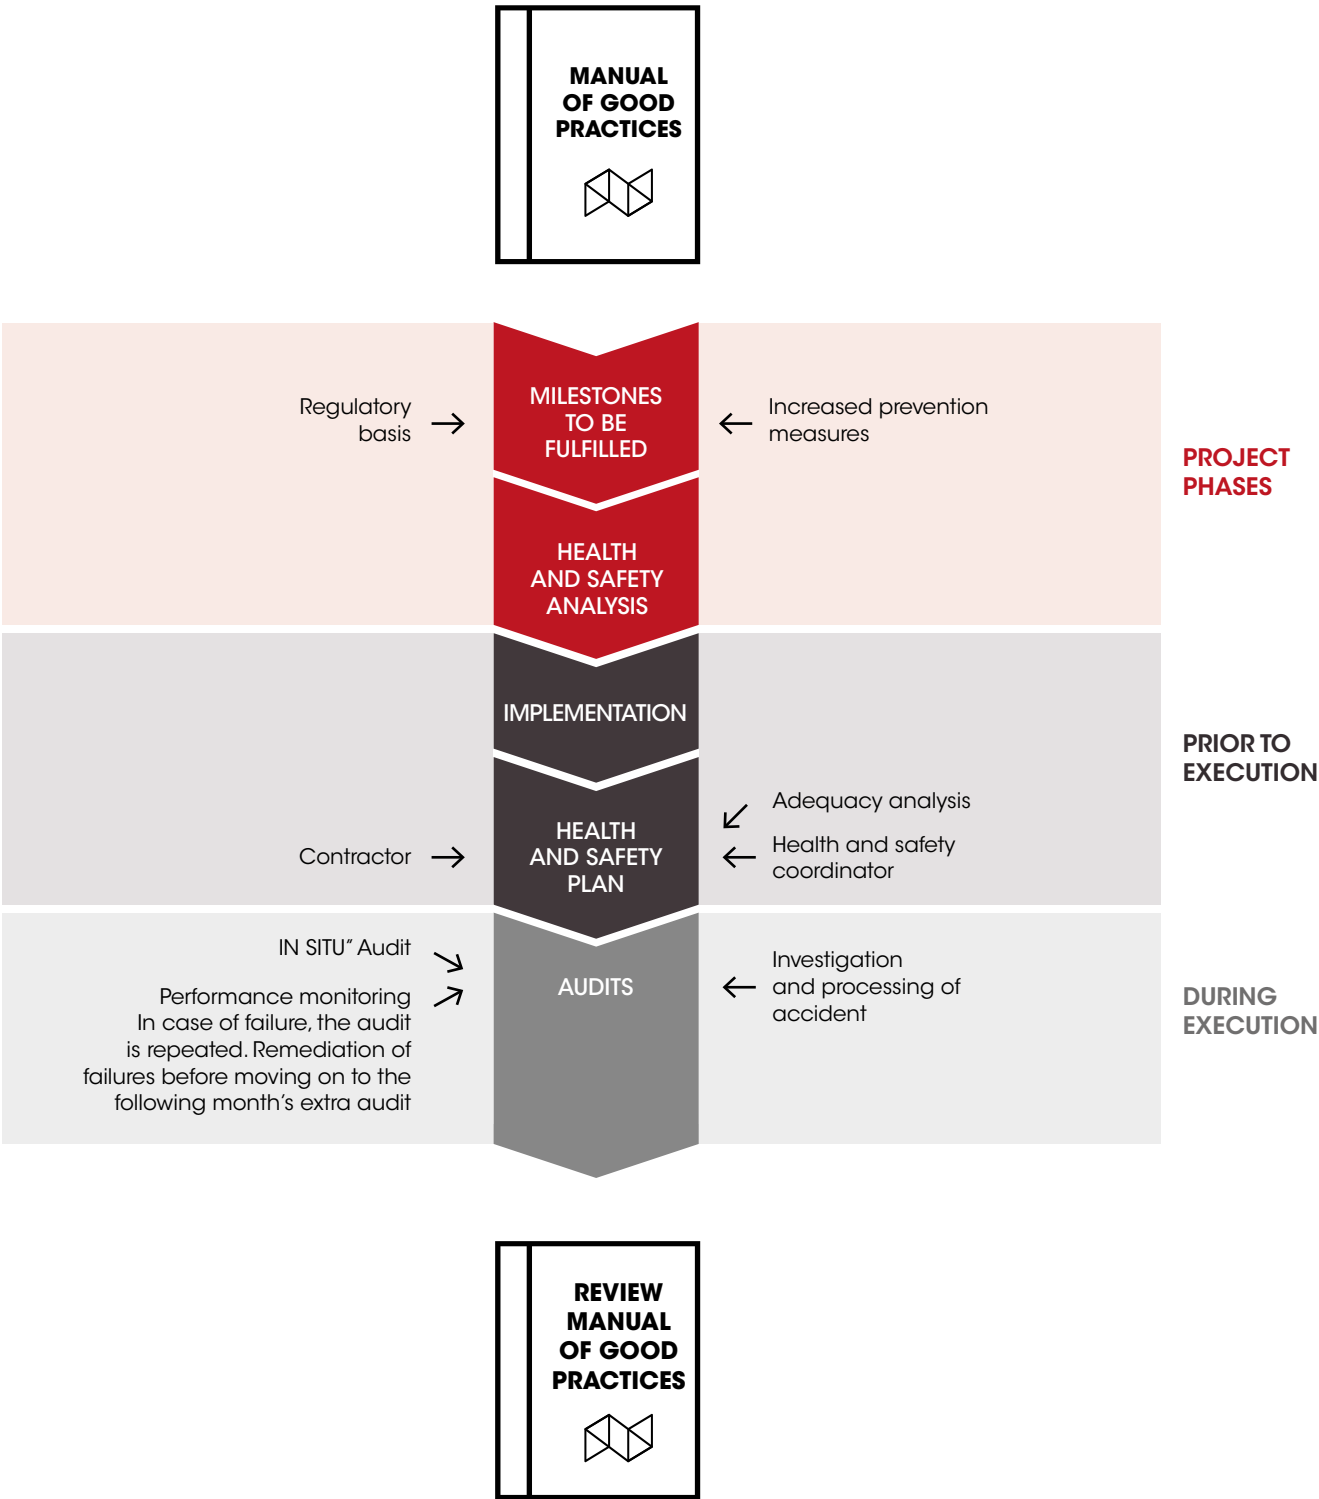 MANUAL
OF GOOD
PRACTICES
Regulatory
basis
MILESTONES
TO BE
FULFILLED
Increased prevention
measures
PROJECT
PHASES
HEALTH
AND SAFETY
ANALYSIS
IMPLEMENTATION
PRIOR TO
EXECUTION
Contractor
HEALTH
AND SAFETY
PLAN
Adequacy analysis
Health and safety
coordinator
IN SITU” Audit
Performance monitoring
In case of failure, the audit
is repeated. Remediation of
failures before moving on to the
following month’s extra audit
AUDITS
Investigation
and processing of
accident
DURING
EXECUTION
REVIEW
MANUAL
OF GOOD
PRACTICES